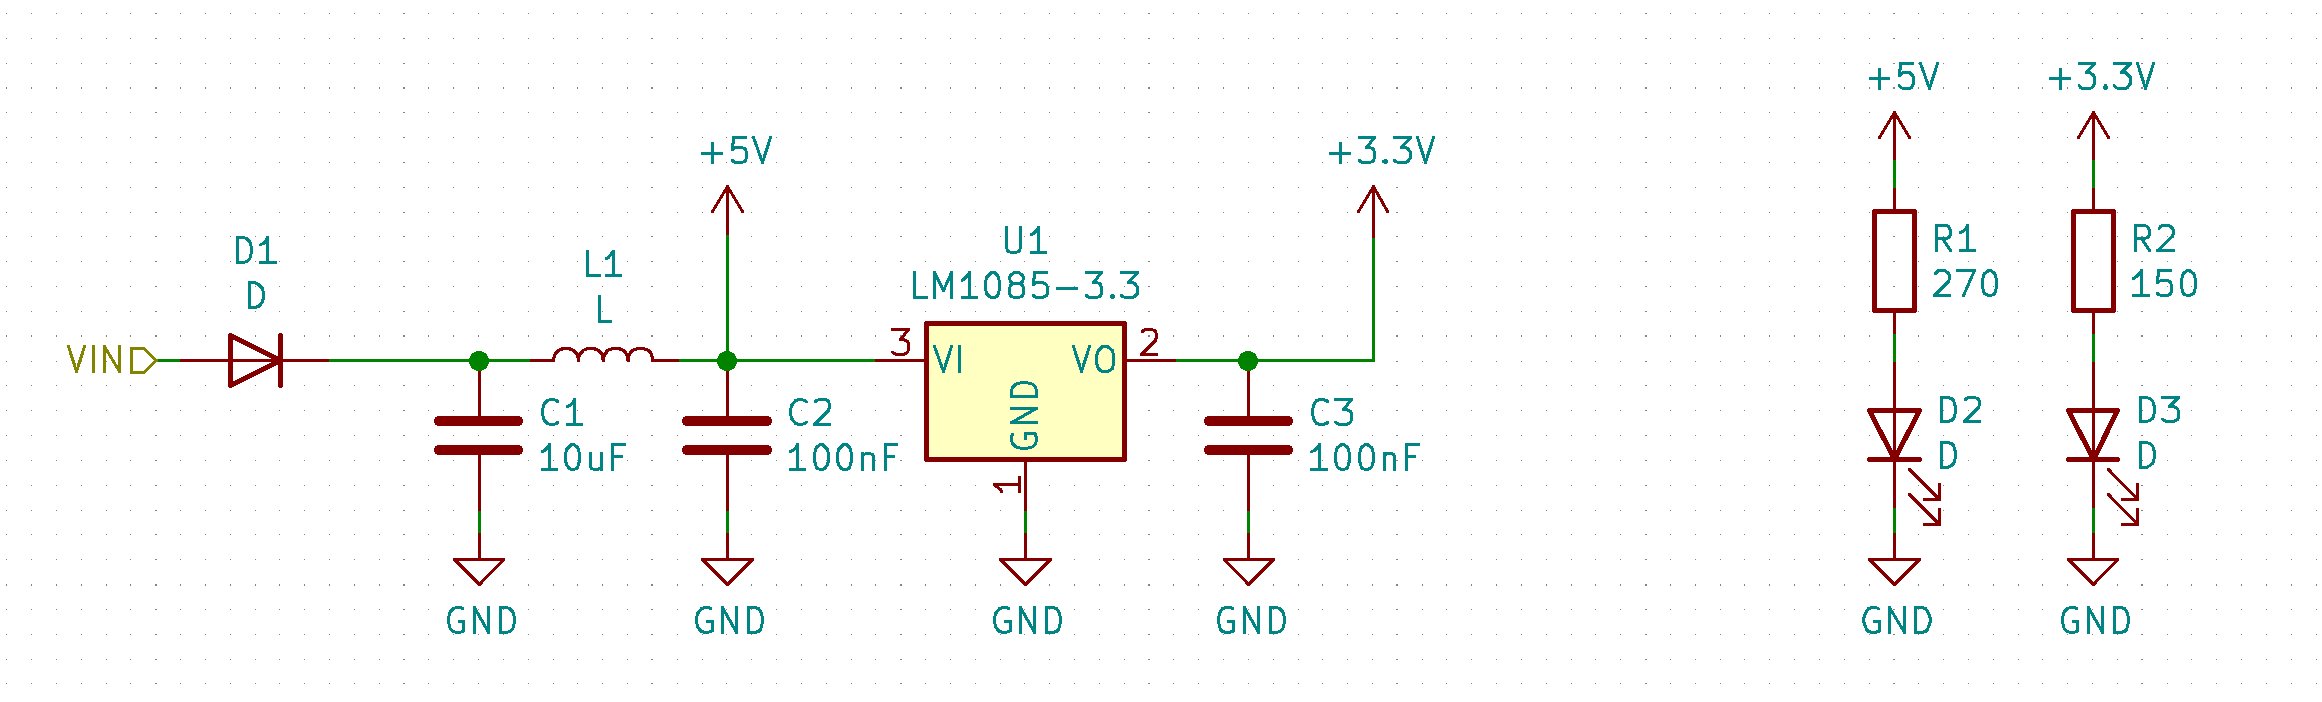 +5V
+3.3V
+5V
+3.3V
D1
D
L1
L
U1
LM1085-3.3
R1
270
R2
150
VIN
3
VI
VO
2
GND
1
C1
10uF
C2
100nF
C3
100nF
D2
D
D3
D
GND
GND
GND
GND
GND
GND